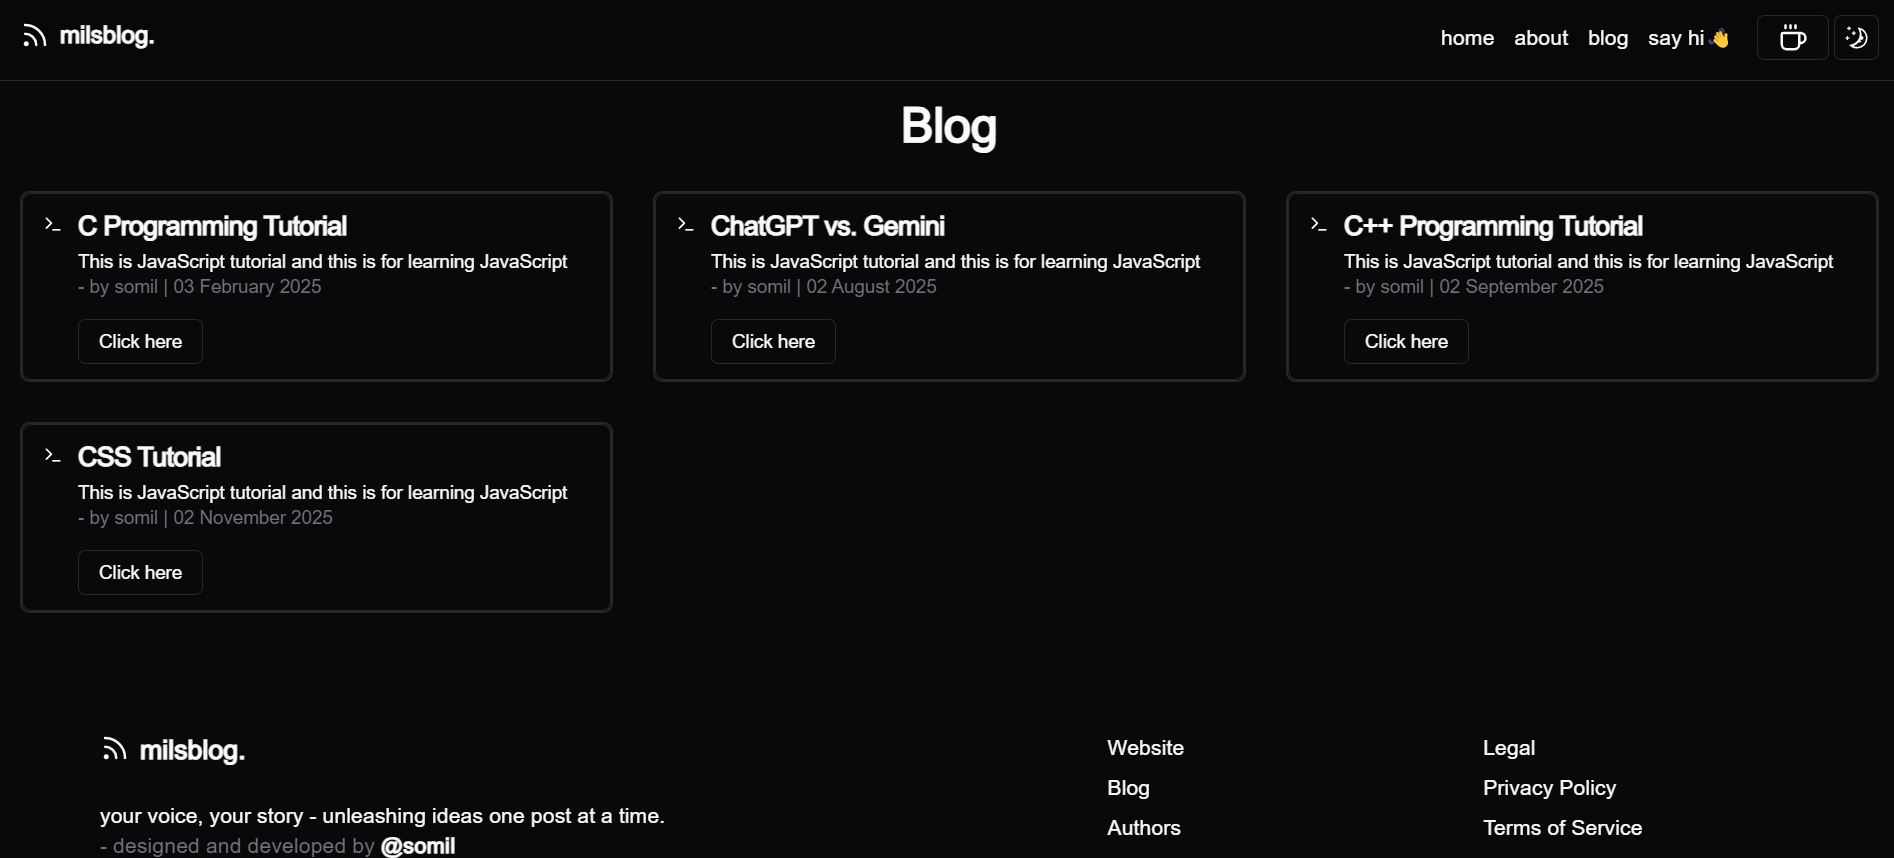 milsblog.
home about blog say hi👋
Blog
C Programming Tutorial
This is JavaScript tutorial and this is for learning JavaScript
- by somil | 03 February 2025
Click here
ChatGPT vs. Gemini
This is JavaScript tutorial and this is for learning JavaScript
- by somil | 02 August 2025
Click here
C++ Programming Tutorial
This is JavaScript tutorial and this is for learning JavaScript
- by somil | 02 September 2025
Click here
CSS Tutorial
This is JavaScript tutorial and this is for learning JavaScript
- by somil | 02 November 2025
Click here
milsblog.
your voice, your story - unleashing ideas one post at a time.
- designed and developed by @somil
Website
Blog
Authors
Legal
Privacy Policy
Terms of Service